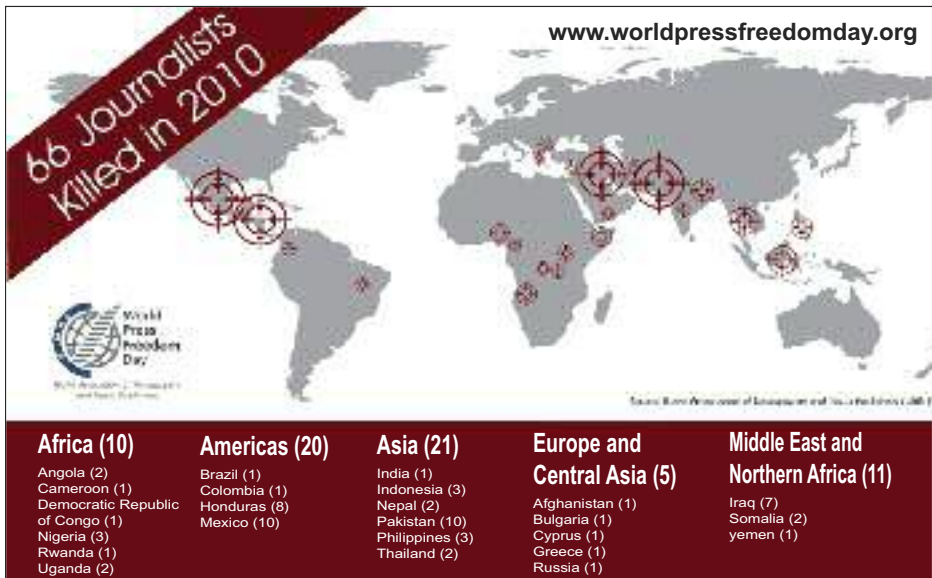 www.worldpressfreedomday.org
66 Journalists
Killed in 2010
World
Press
Freedom
Day
Africa (10)
Angola (2)
Cameroon (1)
Democratic Republic
of Congo (1)
Nigeria (3)
Rwanda (1)
Uganda (2)
Americas (20)
Brazil (1)
Colombia (1)
Honduras (8)
Mexico (10)
Asia (21)
India (1)
Indonesia (3)
Nepal (2)
Pakistan (10)
Philippines (3)
Thailand (2)
Europe and
Central Asia (5)
Afghanistan (1)
Bulgaria (1)
Cyprus (1)
Greece (1)
Russia (1)
Middle East and
Northern Africa (11)
Iraq (7)
Somalia (2)
yemen (1)